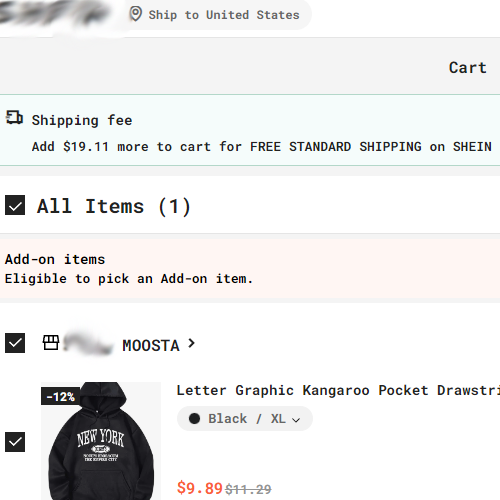 Ship to United States
Cart
Shipping fee
Add $19.11 more to cart for FREE STANDARD SHIPPING on SHEIN
All Items (1)
Add-on items
Eligible to pick an Add-on item.
MOOSTA
-12%
Letter Graphic Kangaroo Pocket Drawstri
Black / XL
NEW YORK
$9.89 $11.29